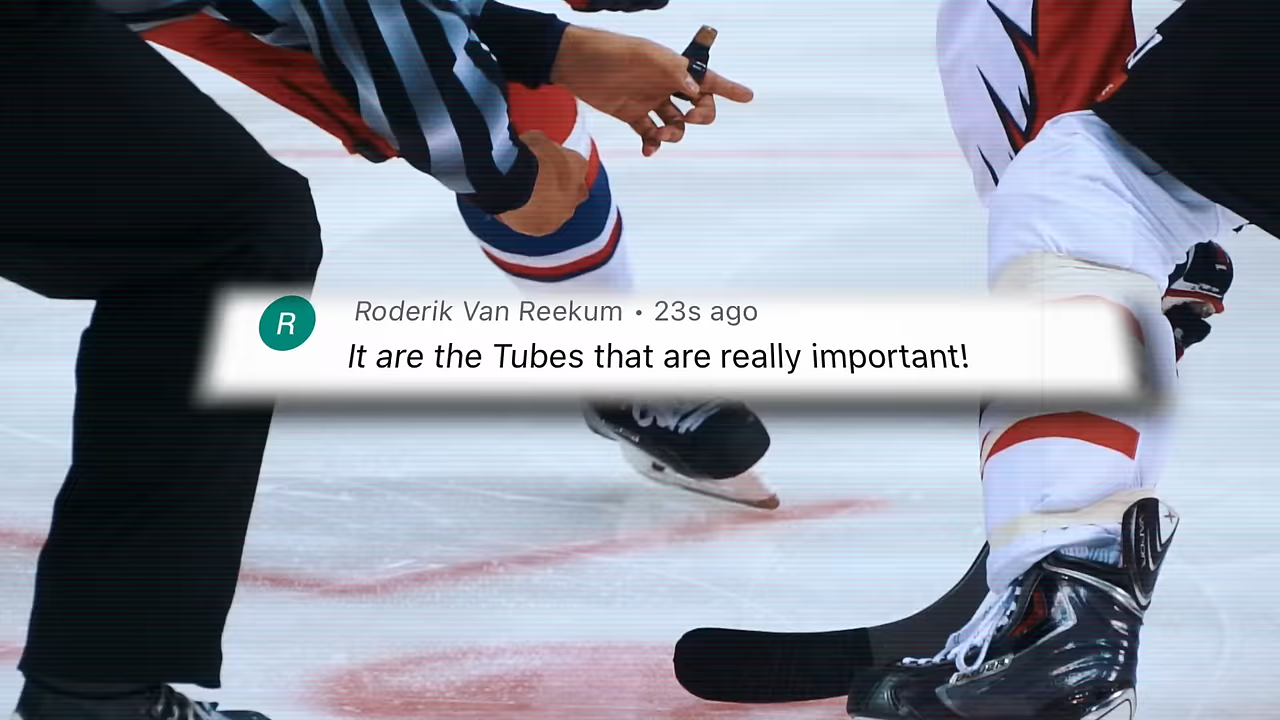 R
Roderik Van Reekum • 23s ago
It are the Tubes that are really important!